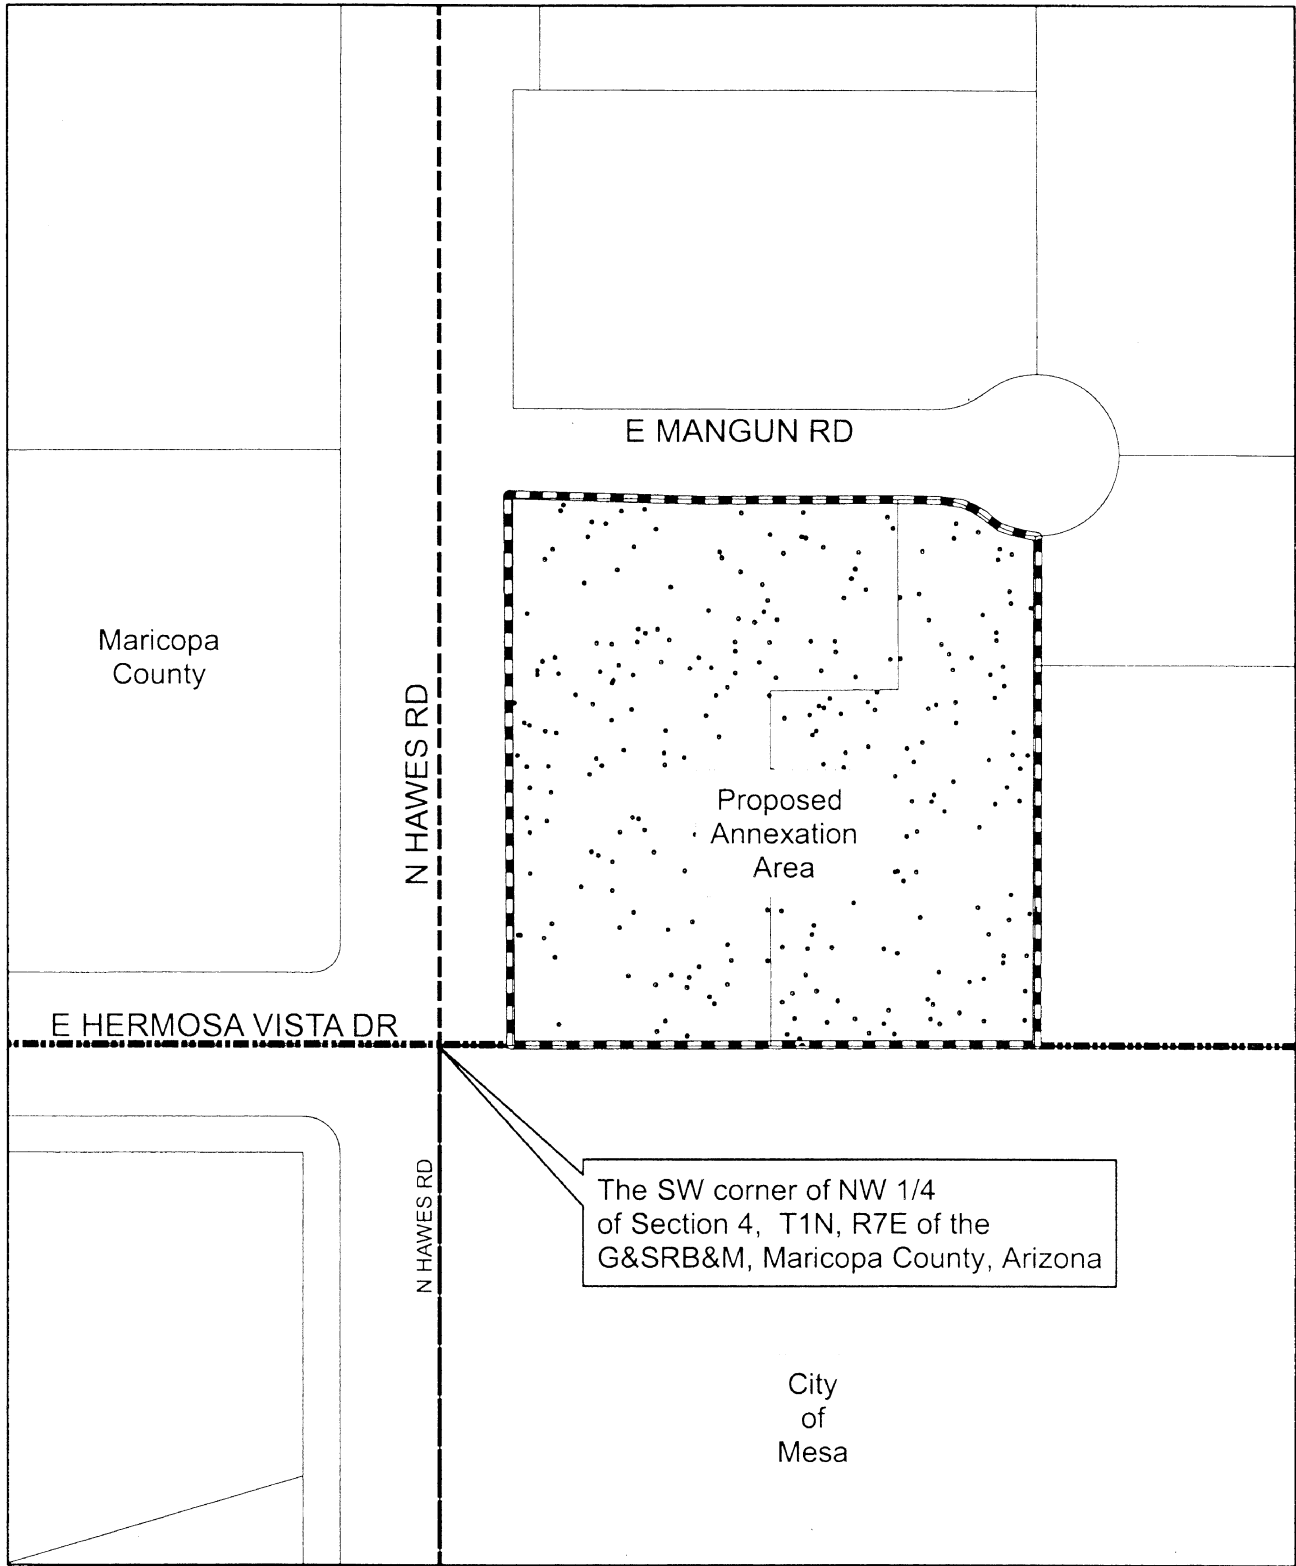 E MANGUN RD
Maricopa
County
N HAWES RD
Proposed
Annexation
Area
E HERMOSA VISTA DR
N HAWES RD
The SW corner of NW 1/4
of Section 4, T1N, R7E of the
G&SRB&M, Maricopa County, Arizona
City
of
Mesa